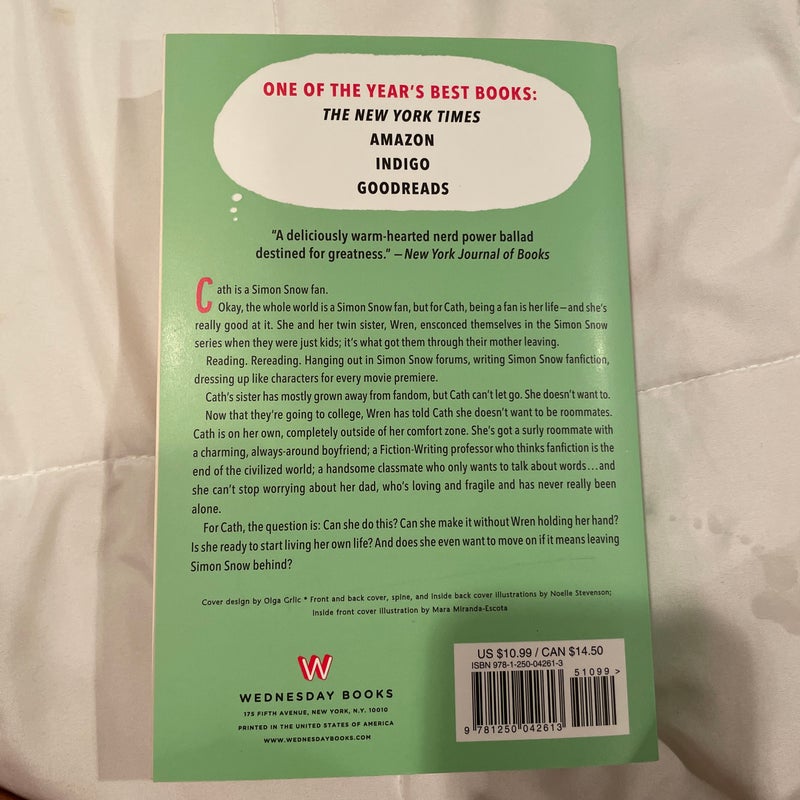 ONE OF THE YEAR'S BEST BOOKS:
THE NEW YORK TIMES
AMAZON
INDIGO
GOODREADS
"A deliciously warm-hearted nerd power ballad
destined for greatness." —New York Journal of Books
Cath is a Simon Snow fan.
Okay, the whole world is a Simon Snow fan, but for Cath, being a fan is her life—and she's
really good at it. She and her twin sister, Wren, ensconced themselves in the Simon Snow
series when they were just kids; it's what got them through their mother leaving.
Reading. Rereading. Hanging out in Simon Snow forums, writing Simon Snow fanfiction,
dressing up like characters for every movie premiere.
Cath's sister has mostly grown away from fandom, but Cath can't let go. She doesn't want to.
Now that they're going to college, Wren has told Cath she doesn't want to be roommates.
Cath is on her own, completely outside of her comfort zone. She's got a surly roommate with
a charming, always-around boyfriend; a Fiction-Writing professor who thinks fanfiction is the
end of the civilized world; a handsome classmate who only wants to talk about words...and
she can't stop worrying about her dad, who's loving and fragile and has never really been
alone.
For Cath, the question is: Can she do this? Can she make it without Wren holding her hand?
Is she ready to start living her own life? And does she even want to move on if it means leaving
Simon Snow behind?
Cover design by Olga Grlic * Front and back cover, spine, and inside back cover illustrations by Noelle Stevenson;
inside front cover illustration by Mara Miranda-Escota
W
WEDNESDAY BOOKS
175 FIFTH AVENUE, NEW YORK, N.Y. 10010
PRINTED IN THE UNITED STATES OF AMERICA
WWW.WEDNESDAYBOOKS.COM
US $10.99 / CAN $14.50
ISBN 978-1-250-04261-3
51099 >
9 781250 042613